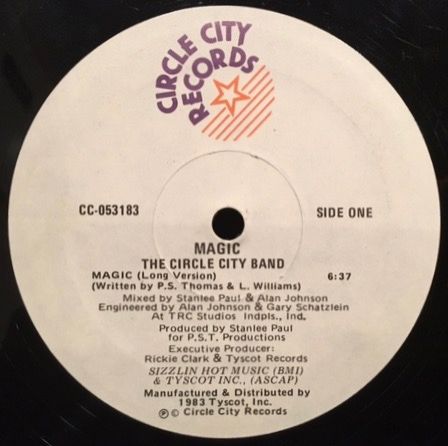 CIRCLE CITY
RECORDS
CC-053183
SIDE ONE
MAGIC
THE CIRCLE CITY BAND
MAGIC (Long Version) 6:37
(Written by P.S. Thomas & L. Williams)
Mixed by Stanlee Paul & Alan Johnson
Engineered by Alan Johnson & Gary Schatzlein
At TRC Studios Indpls., Ind.
Produced by Stanlee Paul
for P.S.T. Productions
Executive Producer:
Rickie Clark & Tyscot Records
SIZZLIN HOT MUSIC (BMI)
& TYSCOT INC., (ASCAP)
Manufactured & Distributed by
1983 Tyscot, Inc.
℗ © Circle City Records